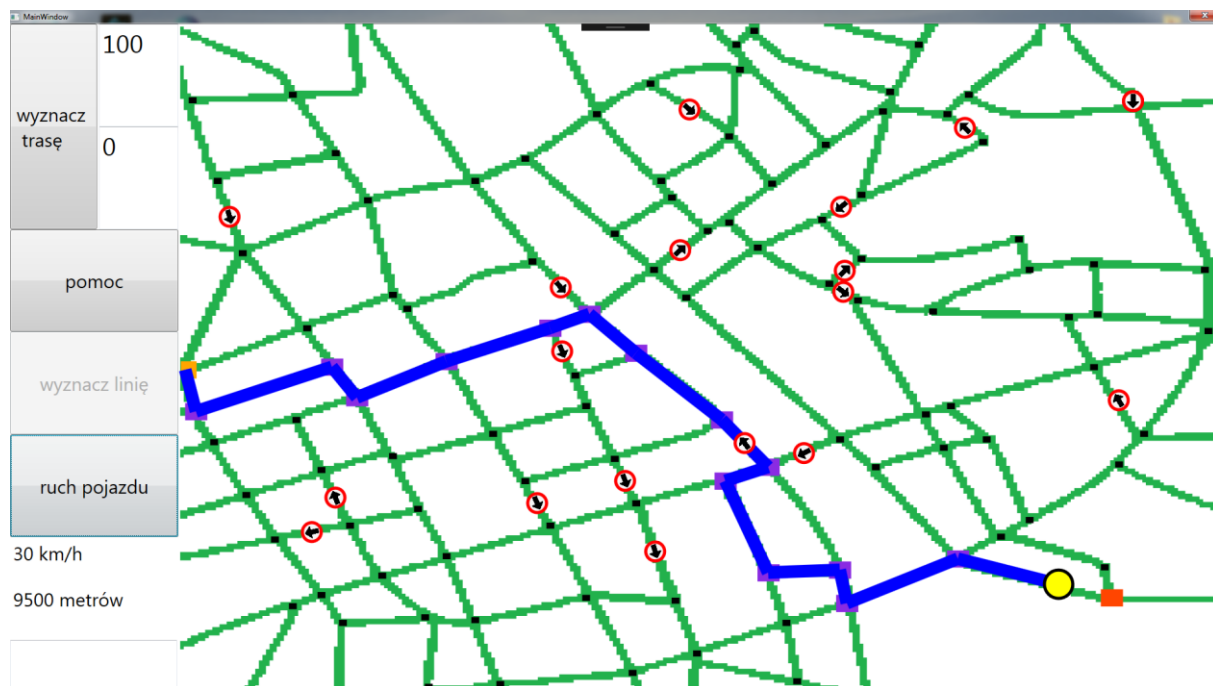 MainWindow
wyznacz
trasę
100
0
pomoc
wyznacz linię
ruch pojazdu
30 km/h
9500 metrów